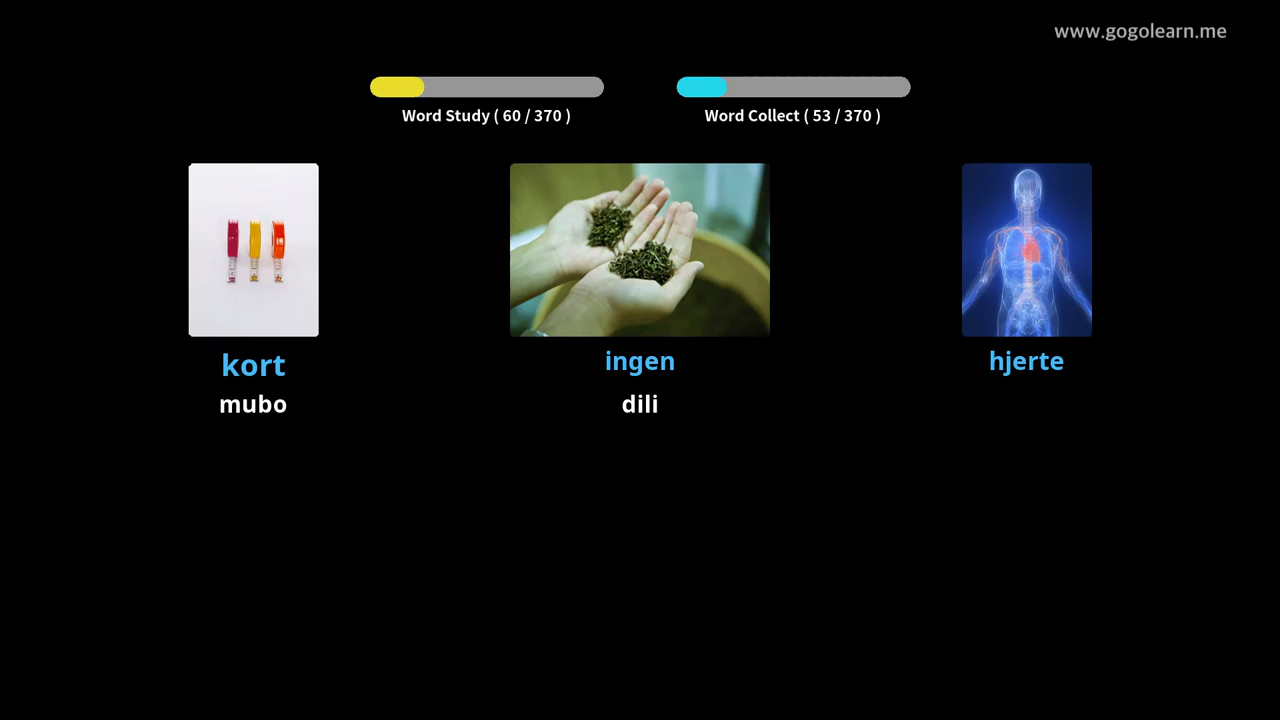 www.gogolearn.me
Word Study ( 60 / 370 )
Word Collect ( 53 / 370 )
kort
mubo
ingen
dili
hjerte